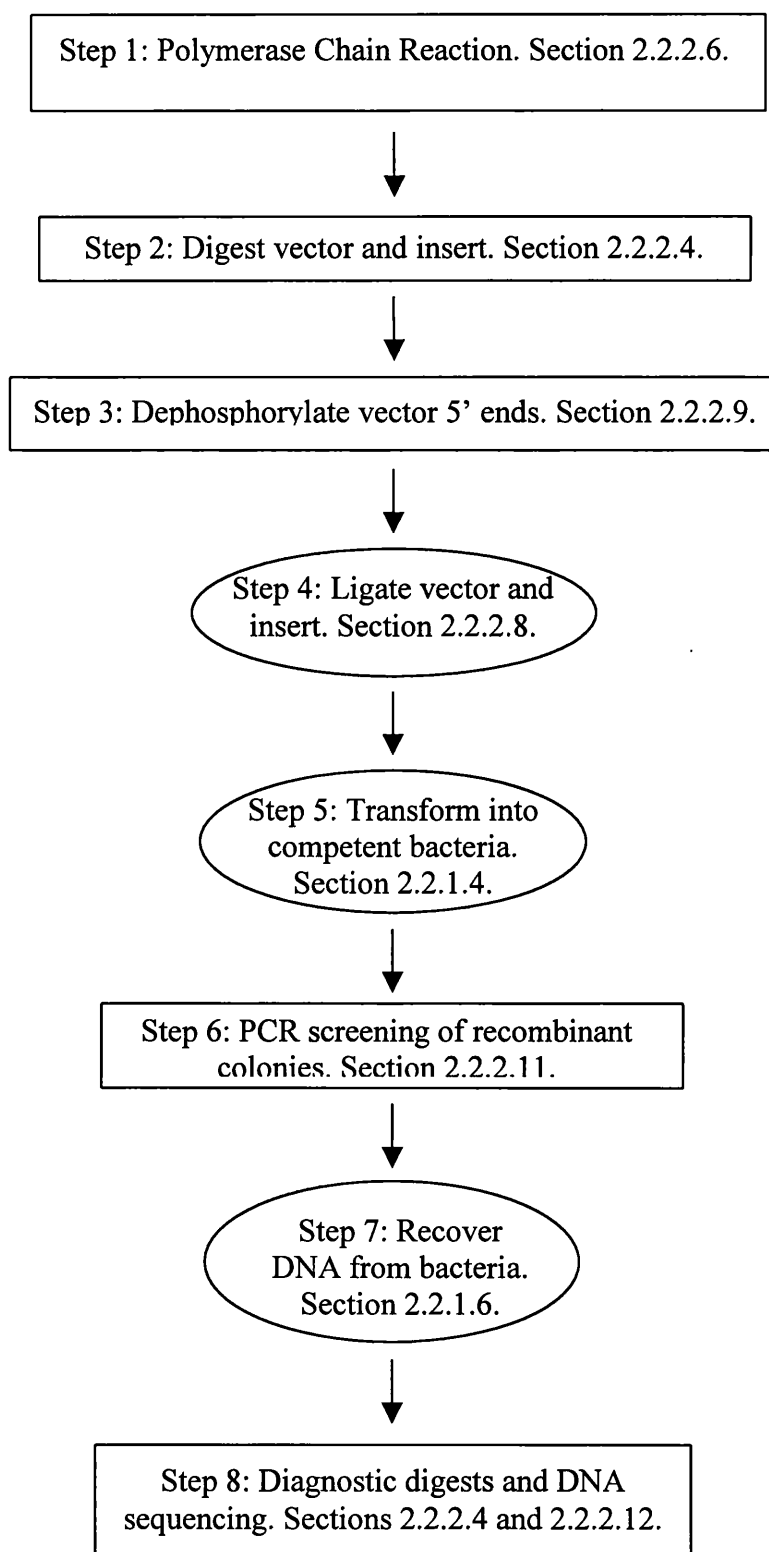 Step 1: Polymerase Chain Reaction. Section 2.2.2.6.
Step 2: Digest vector and insert. Section 2.2.2.4.
Step 3: Dephosphorylate vector 5’ ends. Section 2.2.2.9.
Step 4: Ligate vector and
insert. Section 2.2.2.8.
Step 5: Transform into
competent bacteria.
Section 2.2.1.4.
Step 6: PCR screening of recombinant
colonies. Section 2.2.2.11.
Step 7: Recover
DNA from bacteria.
Section 2.2.1.6.
Step 8: Diagnostic digests and DNA
sequencing. Sections 2.2.2.4 and 2.2.2.12.